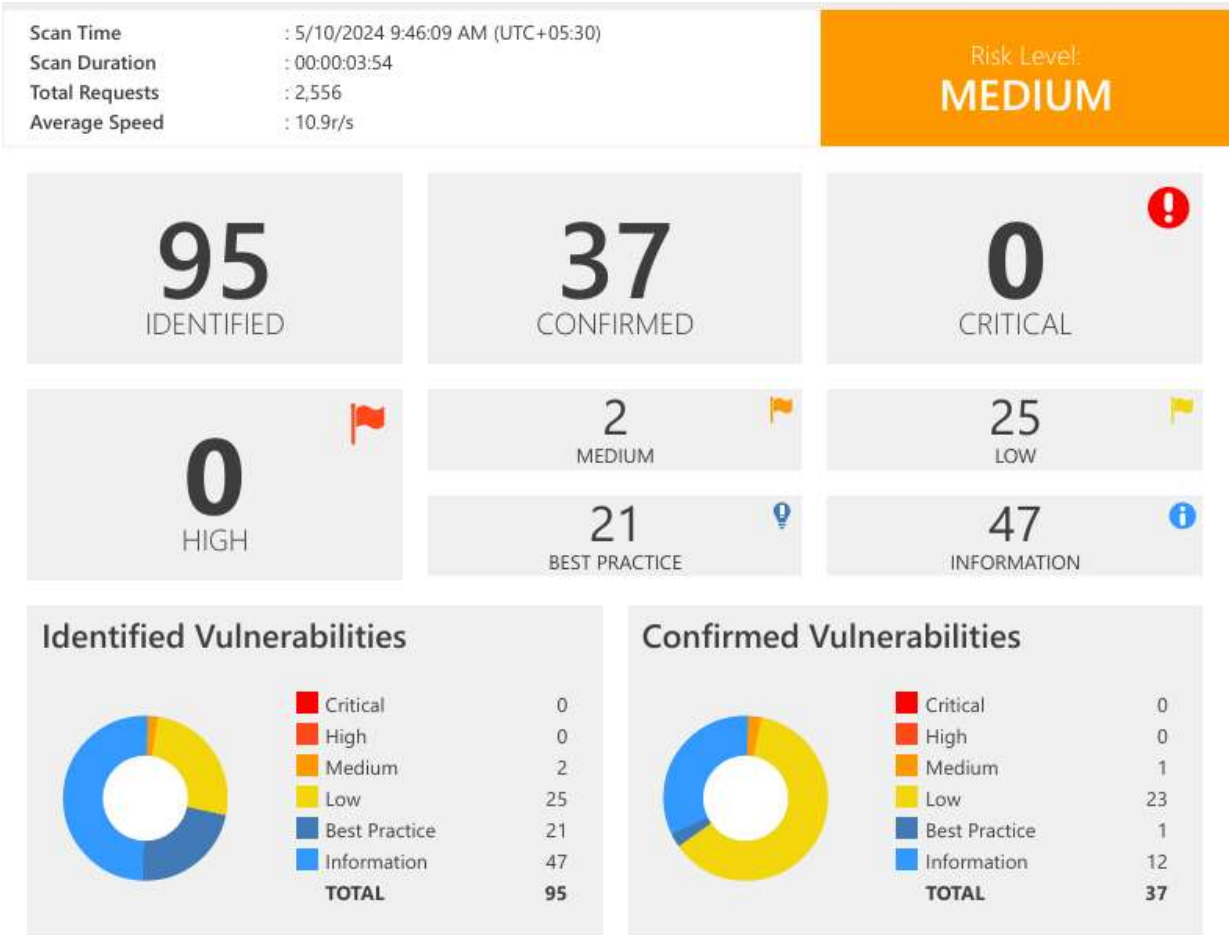 Scan Time : 5/10/2024 9:46:09 AM (UTC+05:30)
Scan Duration : 00:00:03:54
Total Requests : 2,556
Average Speed : 10.9r/s
Risk Level:
MEDIUM
95
IDENTIFIED
37
CONFIRMED
0
CRITICAL
0
HIGH
2
MEDIUM
25
LOW
21
BEST PRACTICE
47
INFORMATION
Identified Vulnerabilities
Critical 0
High 0
Medium 2
Low 25
Best Practice 21
Information 47
TOTAL 95
Confirmed Vulnerabilities
Critical 0
High 0
Medium 1
Low 23
Best Practice 1
Information 12
TOTAL 37